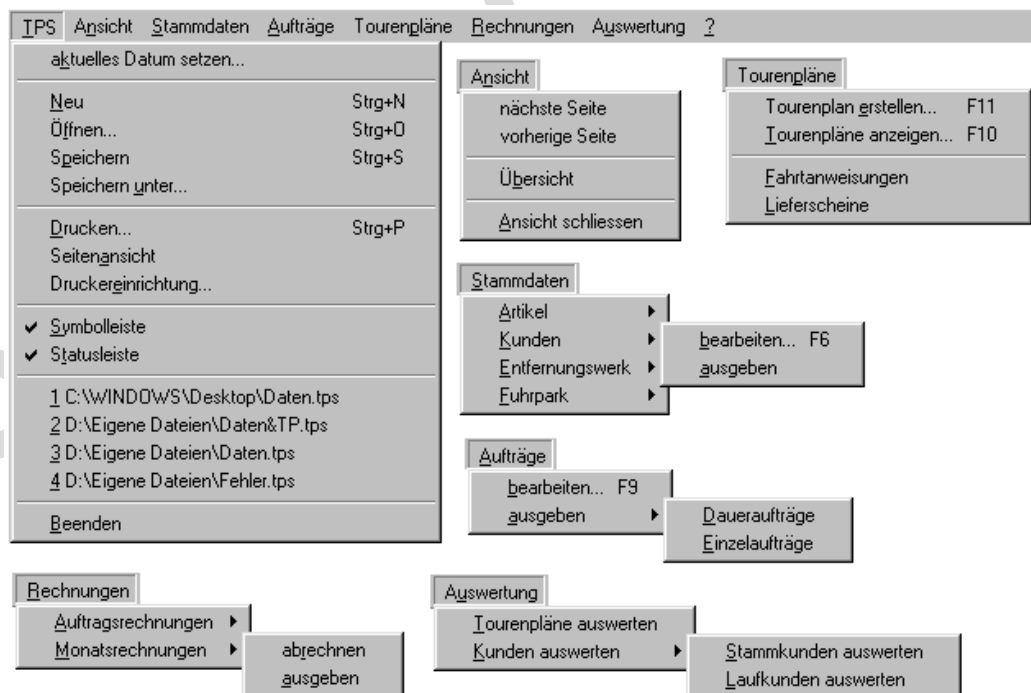 TPS Ansicht Stammdaten Aufträge Tourenpläne Rechnungen Auswertung ?
aktuelles Datum setzen...
Neu Strg+N
Öffnen... Strg+O
Speichern Strg+S
Speichern unter...
Drucken... Strg+P
Seitenansicht
Druckereinrichtung...
Symbolleiste
Statusleiste
1 C:\WINDOWS\Desktop\Daten.tps
2 D:\Eigene Dateien\Daten&TP.tps
3 D:\Eigene Dateien\Daten.tps
4 D:\Eigene Dateien\Fehler.tps
Beenden
Ansicht
nächste Seite
vorherige Seite
Übersicht
Ansicht schliessen
Tourenpläne
Tourenplan erstellen... F11
Tourenpläne anzeigen... F10
Fahrtanweisungen
Lieferscheine
Stammdaten
Artikel
Kunden
Entfernungswerk
Fuhrpark
bearbeiten... F6
ausgeben
Aufträge
bearbeiten... F9
ausgeben
Daueraufträge
Einzelaufträge
Rechnungen
Auftragsrechnungen
Monatsrechnungen
abrechnen
ausgeben
Auswertung
Tourenpläne auswerten
Kunden auswerten
Stammkunden auswerten
Laufkunden auswerten